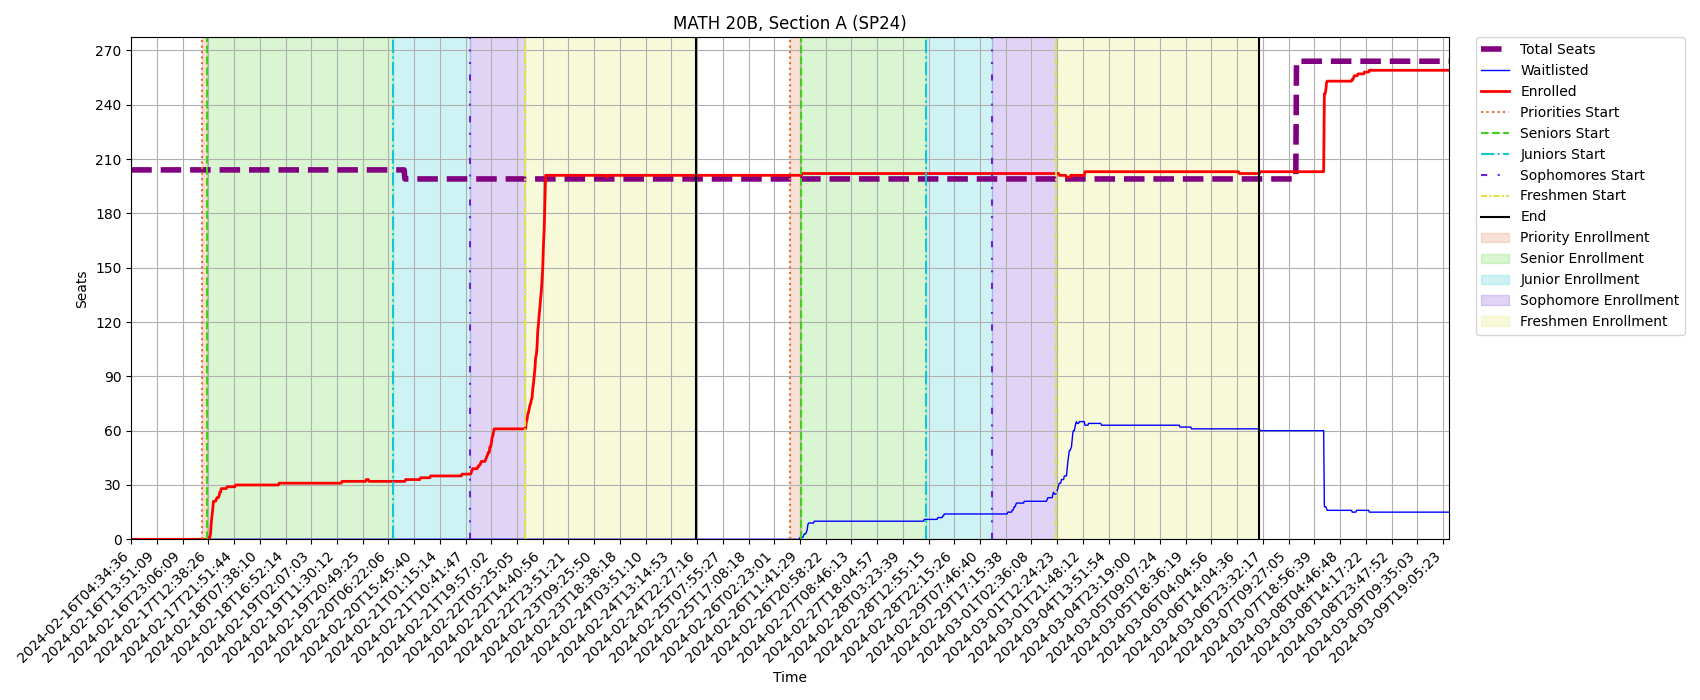 MATH 20B, Section A (SP24)
270
240
210
180
150
120
90
60
30
0
Seats
2024-02-16T04:34:36
2024-02-16T13:51:09
2024-02-16T23:06:09
2024-02-17T12:38:26
2024-02-17T21:51:44
2024-02-18T07:38:10
2024-02-18T16:52:14
2024-02-19T02:07:03
2024-02-19T11:30:12
2024-02-19T20:49:25
2024-02-20T06:22:06
2024-02-20T15:45:40
2024-02-21T01:15:14
2024-02-21T10:41:47
2024-02-21T19:57:02
2024-02-22T05:25:05
2024-02-22T14:40:56
2024-02-22T23:51:21
2024-02-23T09:25:50
2024-02-23T18:38:18
2024-02-24T03:51:10
2024-02-24T13:14:53
2024-02-24T22:27:16
2024-02-25T07:55:27
2024-02-25T17:08:18
2024-02-26T02:23:01
2024-02-26T11:41:29
2024-02-26T20:58:22
2024-02-27T08:46:13
2024-02-27T18:04:57
2024-02-28T03:23:39
2024-02-28T12:55:15
2024-02-28T22:15:26
2024-02-29T07:46:40
2024-02-29T17:15:38
2024-03-01T02:36:08
2024-03-01T12:24:23
2024-03-01T21:48:12
2024-03-04T13:51:54
2024-03-04T23:19:00
2024-03-05T09:07:24
2024-03-05T18:36:19
2024-03-06T04:04:56
2024-03-06T14:04:36
2024-03-06T23:32:17
2024-03-07T09:27:05
2024-03-07T18:56:39
2024-03-08T04:46:48
2024-03-08T14:17:22
2024-03-08T23:47:52
2024-03-09T09:35:03
2024-03-09T19:05:23
Time
Total Seats
Waitlisted
Enrolled
Priorities Start
Seniors Start
Juniors Start
Sophomores Start
Freshmen Start
End
Priority Enrollment
Senior Enrollment
Junior Enrollment
Sophomore Enrollment
Freshmen Enrollment